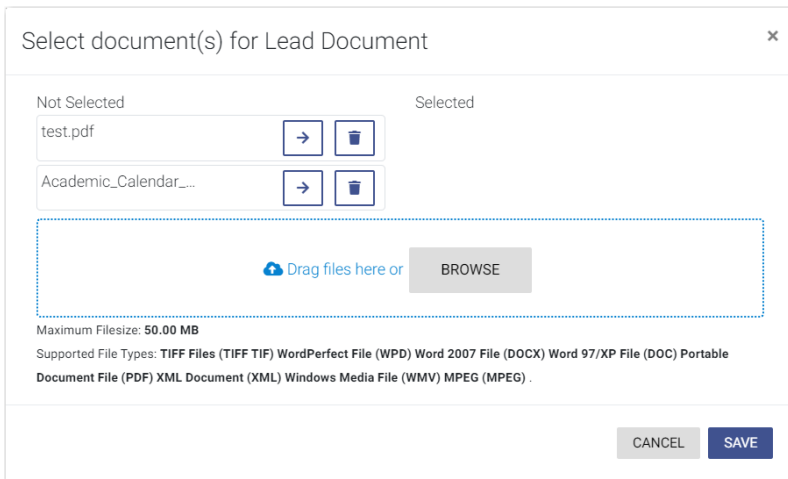 Select document(s) for Lead Document
×
Not Selected
Selected
test.pdf
Academic_Calendar_...
Drag files here or BROWSE
Maximum Filesize: 50.00 MB
Supported File Types: TIFF Files (TIFF TIF) WordPerfect File (WPD) Word 2007 File (DOCX) Word 97/XP File (DOC) Portable
Document File (PDF) XML Document (XML) Windows Media File (WMV) MPEG (MPEG) .
CANCEL SAVE